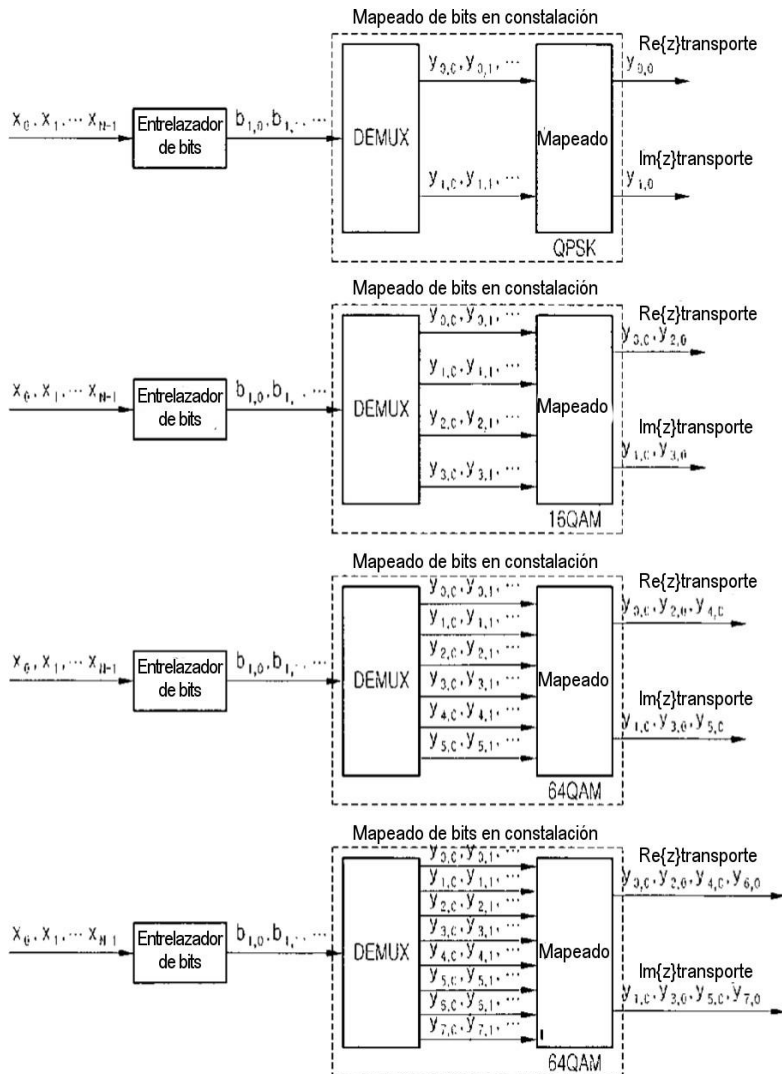 Mapeado de bits en constalación
Re{z}transporte
y0,0, y0,1, ...
y0,0
x0, x1, ... xN-1
Entrelazador
de bits
b1,0, b1,. ...
DEMUX
Mapeado
Im{z}transporte
y1,0, y1,1, ...
y1,0
QPSK
Mapeado de bits en constalación
Re{z}transporte
y0,0, y0,1, ...
y0,0, y2,0
y1,0, y1,1, ...
x0, x1, ... xN-1
Entrelazador
de bits
b1,0, b1,. ...
DEMUX
Mapeado
y2,0, y2,1, ...
Im{z}transporte
y1,0, y3,0
y3,0, y3,1, ...
16QAM
Mapeado de bits en constalación
Re{z}transporte
y0,0, y0,1, ...
y0,0, y2,0, y4,0
y1,0, y1,1, ...
y2,0, y2,1, ...
x0, x1, ... xN-1
Entrelazador
de bits
b1,0, b1,. ...
DEMUX
Mapeado
y3,0, y3,1, ...
Im{z}transporte
y4,0, y4,1, ...
y1,0, y3,0, y5,0
y5,0, y5,1, ...
64QAM
Mapeado de bits en constalación
Re{z}transporte
y0,0, y0,1, ...
y0,0, y2,0, y4,0, y6,0
y1,0, y1,1, ...
y2,0, y2,1, ...
y3,0, y3,1, ...
x0, x1, ... xN-1
Entrelazador
de bits
b1,0, b1,. ...
DEMUX
Mapeado
y4,0, y4,1, ...
Im{z}transporte
y5,0, y5,1, ...
y1,0, y3,0, y5,0, y7,0
y6,0, y6,1, ...
y7,0, y7,1, ...
64QAM